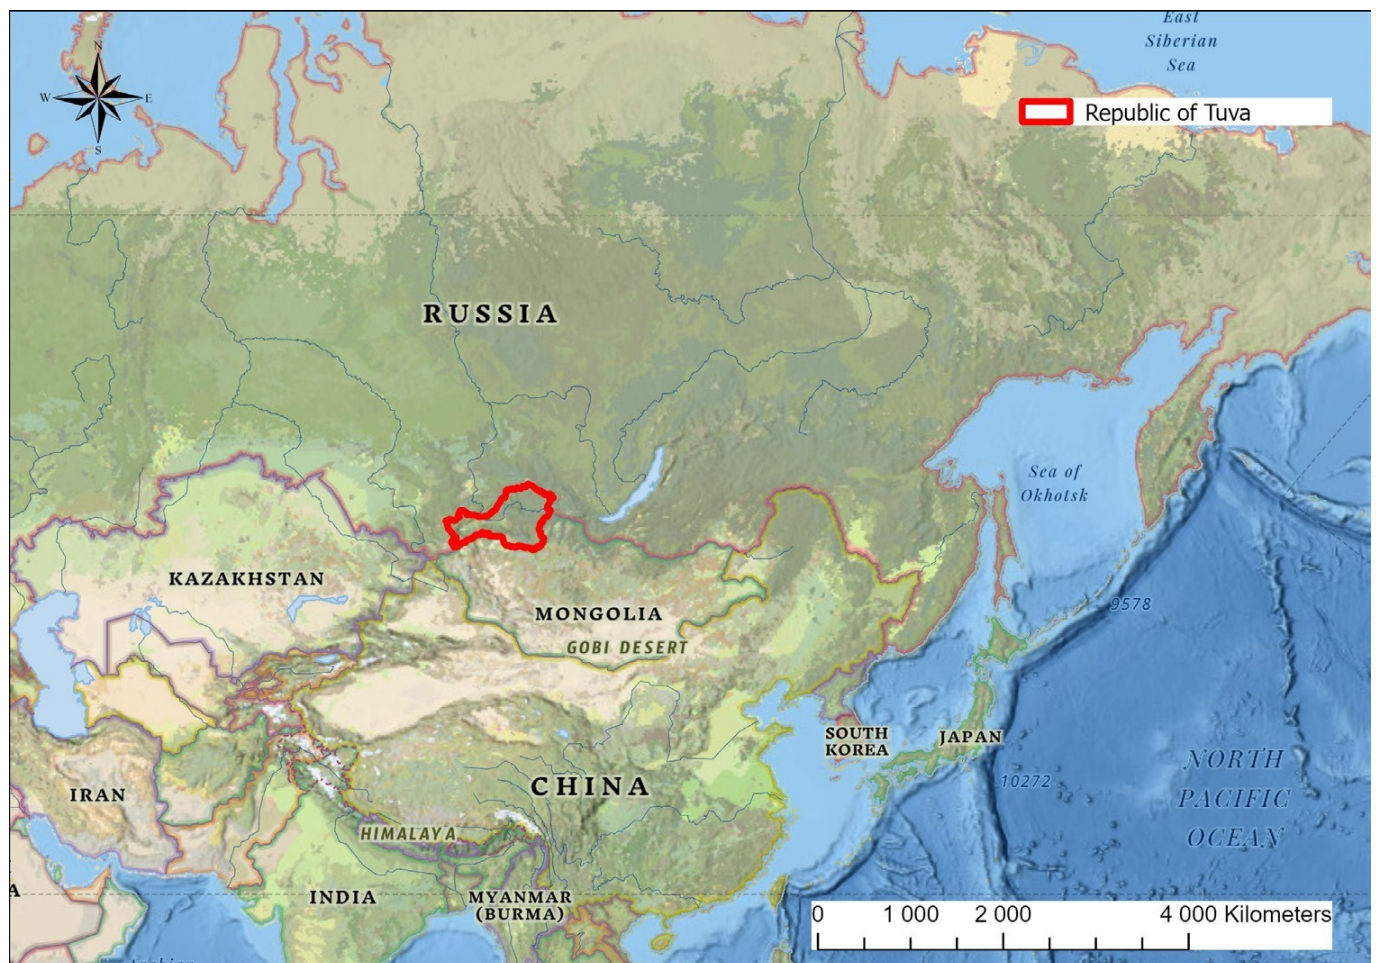 East
Siberian
Sea
N
W
E
S
Republic of Tuva
RUSSIA
Sea of
Okhotsk
KAZAKHSTAN
MONGOLIA
GOBI DESERT
9578
SOUTH
KOREA
JAPAN
NORTH
PACIFIC
OCEAN
10272
CHINA
IRAN
HIMALAYA
INDIA
MYANMAR
(BURMA)
A
0 1 000 2 000 4 000 Kilometers